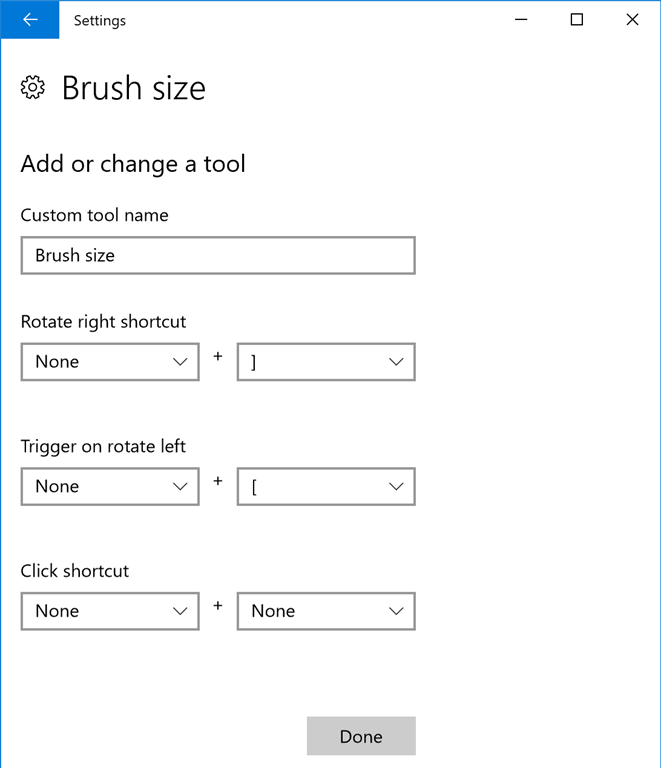 Settings
Brush size
Add or change a tool
Custom tool name
Brush size
Rotate right shortcut
None + ]
Trigger on rotate left
None + [
Click shortcut
None + None
Done